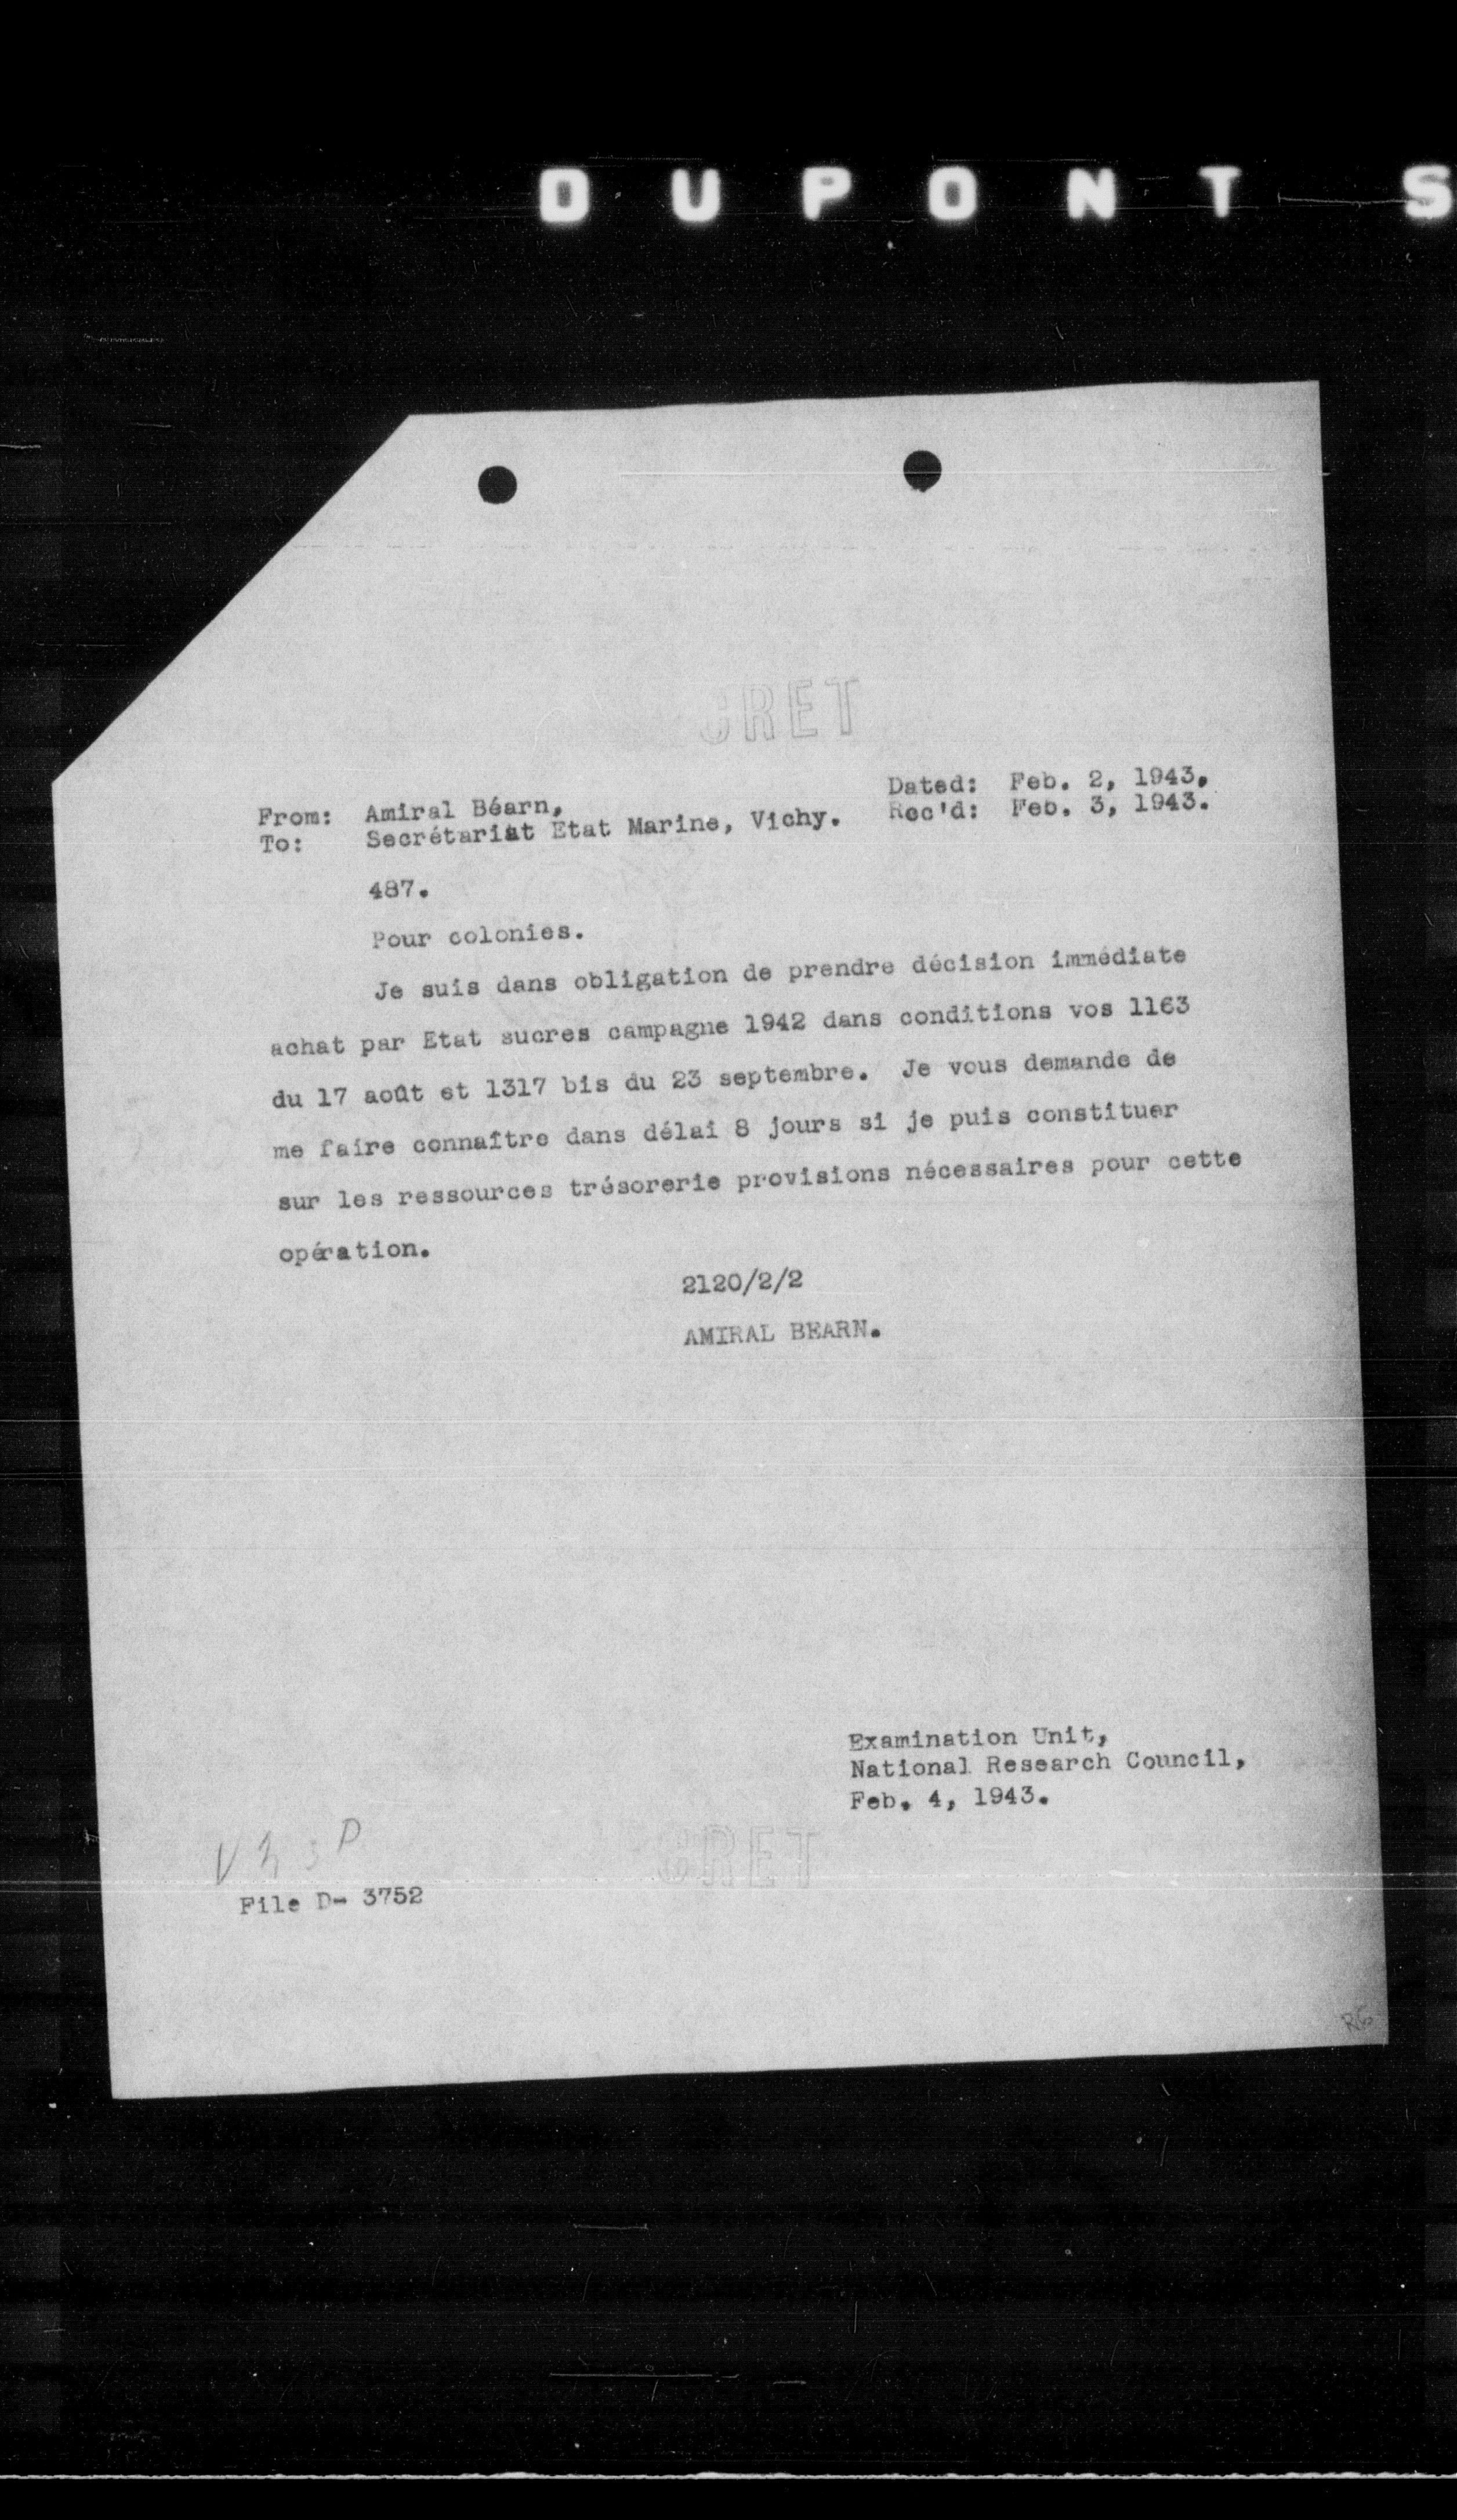 DUPONT S
CRET
Dated: Feb. 2, 1943.
Rec'd: Feb. 3, 1943.
From: Amiral Béarn,
To: Secrétariat Etat Marine, Vichy.
487.
Pour colonies.
Je suis dans obligation de prendre décision immédiate
achat par Etat sucres campagne 1942 dans conditions vos 1163
du 17 août et 1317 bis du 23 septembre. Je vous demande de
me faire connaître dans délai 8 jours si je puis constituer
sur les ressources trésorerie provisions nécessaires pour cette
opération.
2120/2/2
AMIRAL BEARN.
Examination Unit,
National Research Council,
Feb. 4, 1943.
CRET
File D- 3752